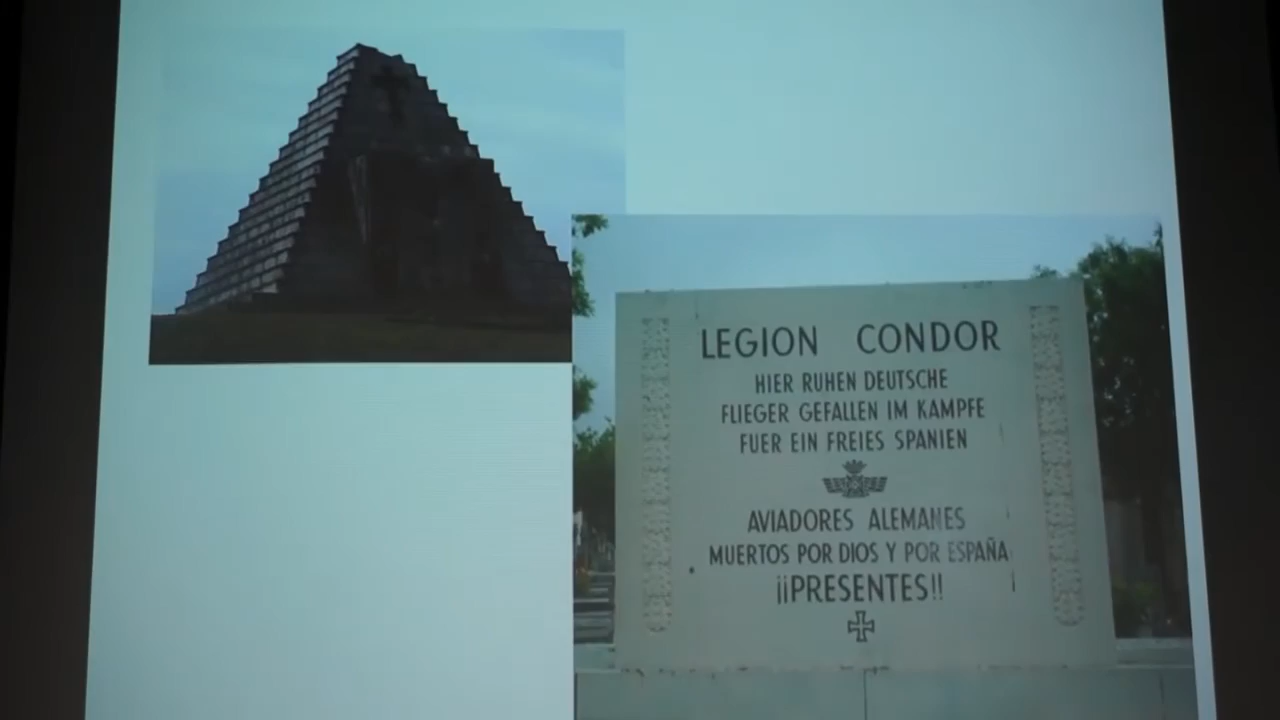 LEGION CONDOR
HIER RUHEN DEUTSCHE
FLIEGER GEFALLEN IM KAMPFE
FUER EIN FREIES SPANIEN
AVIADORES ALEMANES
MUERTOS POR DIOS Y POR ESPAÑA
¡¡PRESENTES!!